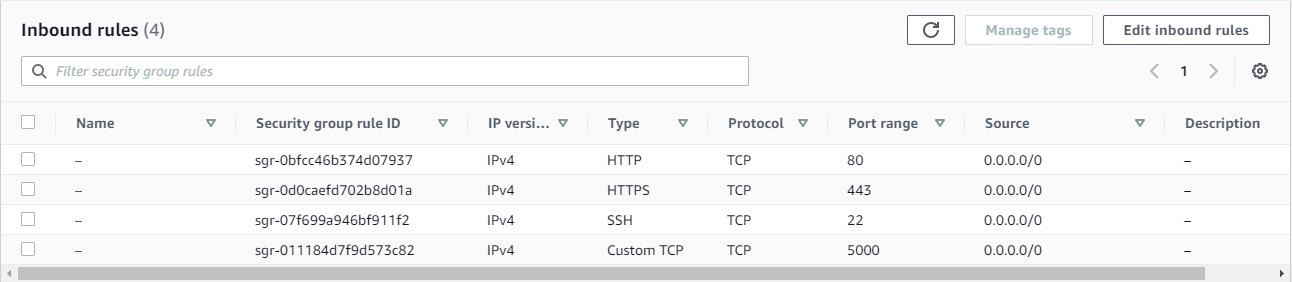 Inbound rules (4)
Manage tags
Edit inbound rules
Filter security group rules
1
Name Security group rule ID IP versi... Type Protocol Port range Source Description
– sgr-0bfcc46b374d07937 IPv4 HTTP TCP 80 0.0.0.0/0 –
– sgr-0d0caefd702b8d01a IPv4 HTTPS TCP 443 0.0.0.0/0 –
– sgr-07f699a946bf911f2 IPv4 SSH TCP 22 0.0.0.0/0 –
– sgr-011184d7f9d573c82 IPv4 Custom TCP TCP 5000 0.0.0.0/0 –